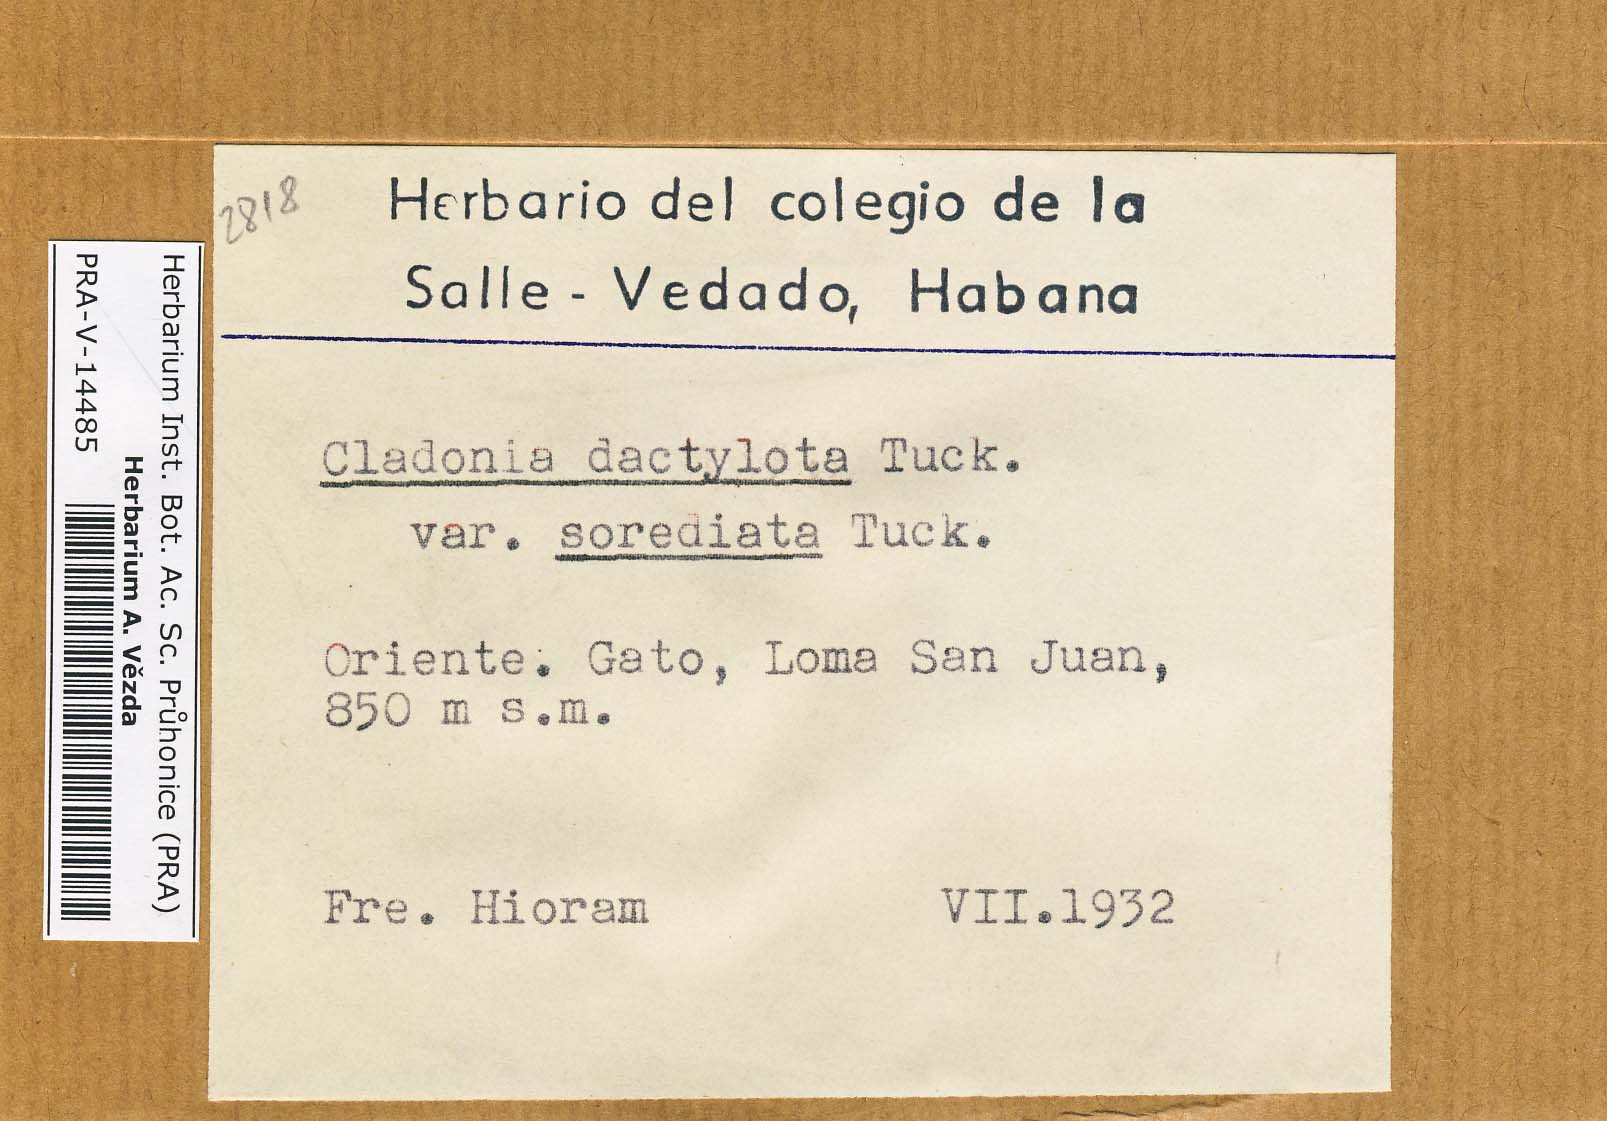 2818
Herbario del colegio de la
Salle - Vedado, Habana
Cladonia dactylota Tuck.
var. sorediata Tuck.
Oriente. Gato, Loma San Juan,
850 m s.m.
Fre. Hioram VII.1932
Herbarium Inst. Bot. Ac. Sc. Průhonice (PRA)
Herbarium A. Vězda
PRA-V-14485